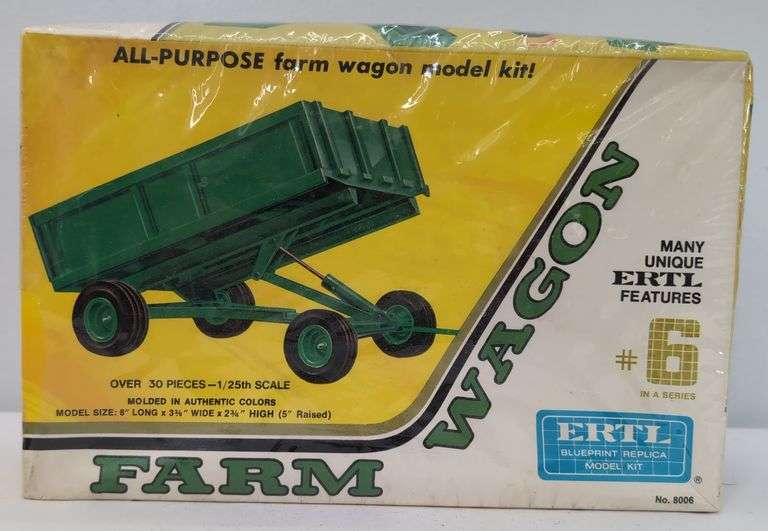 ALL-PURPOSE farm wagon model kit!
MANY
UNIQUE
ERTL
FEATURES
#6
IN A SERIES
OVER 30 PIECES—1/25th SCALE
MOLDED IN AUTHENTIC COLORS
MODEL SIZE: 8" LONG x 3⅜" WIDE x 2¾" HIGH (5" Raised)
FARM WAGON
ERTL
BLUEPRINT REPLICA
MODEL KIT
®
No. 8006